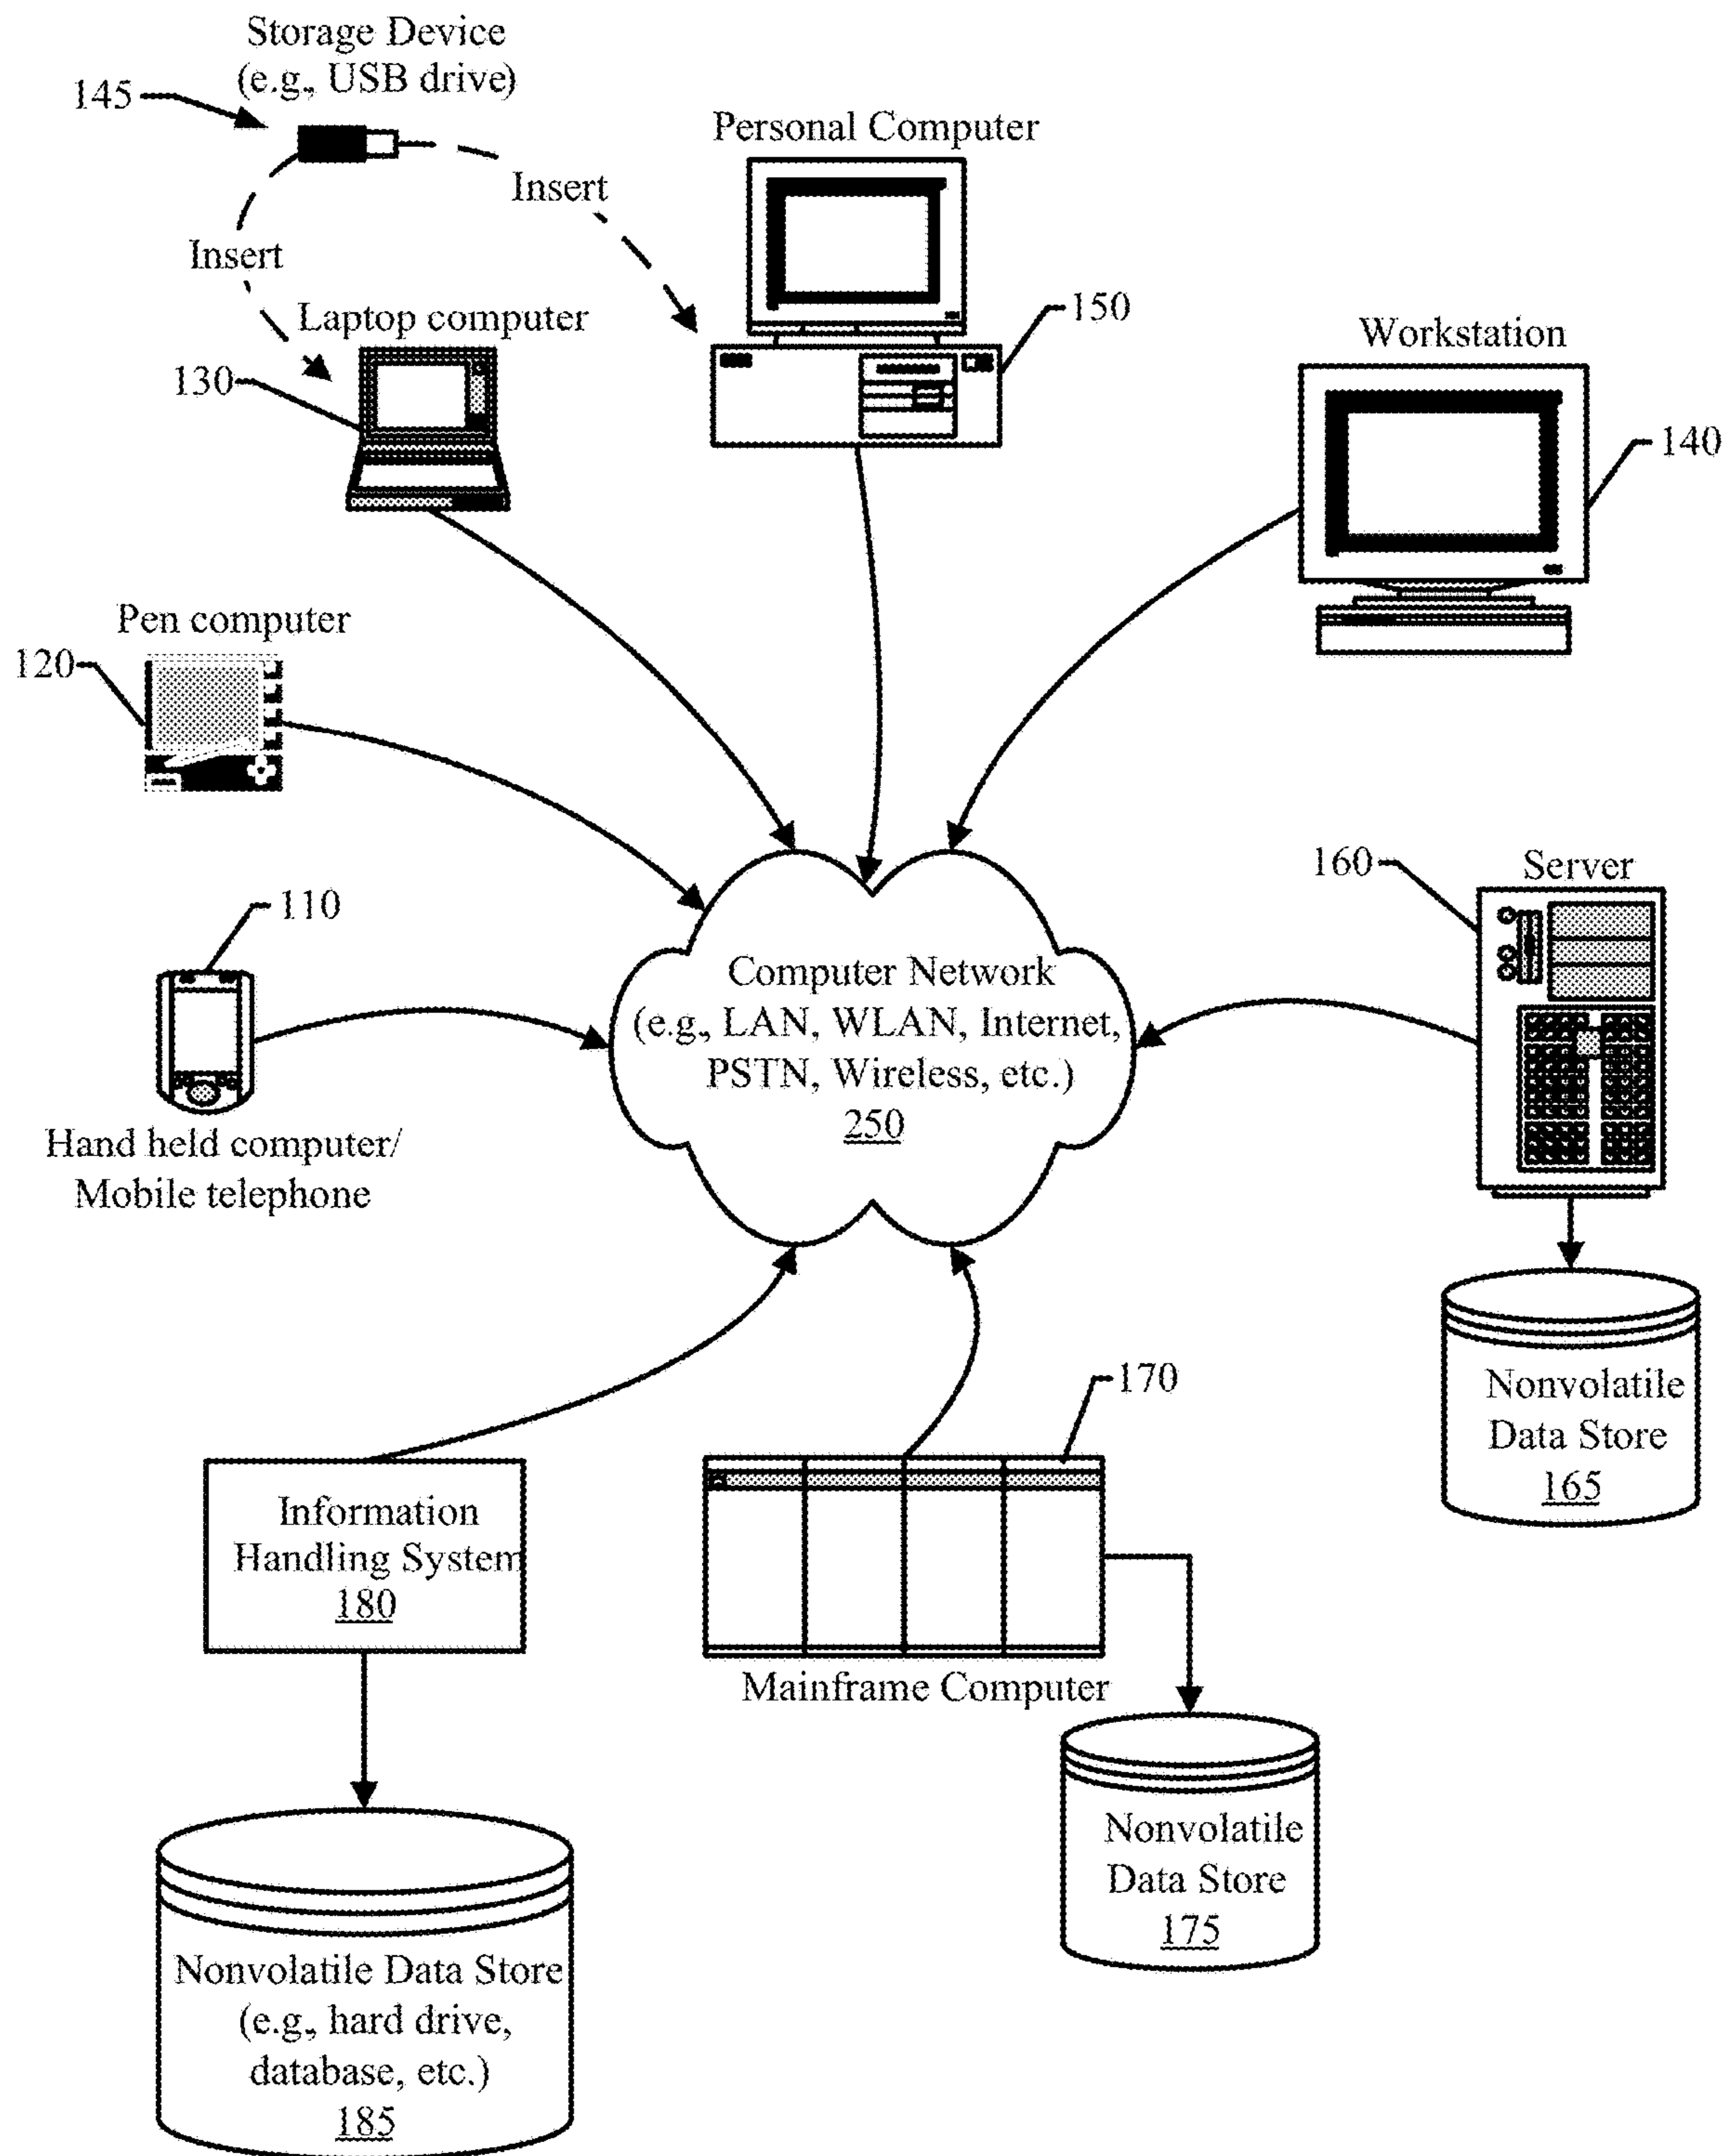 Storage Device
(e.g., USB drive)
145
Insert
Insert
Personal Computer
150
Laptop computer
130
Workstation
140
Pen computer
120
110
Hand held computer/
Mobile telephone
Computer Network
(e.g., LAN, WLAN, Internet,
PSTN, Wireless, etc.)
250
160
Server
Nonvolatile
Data Store
165
170
Mainframe Computer
Nonvolatile
Data Store
175
Information
Handling System
180
Nonvolatile Data Store
(e.g., hard drive,
database, etc.)
185